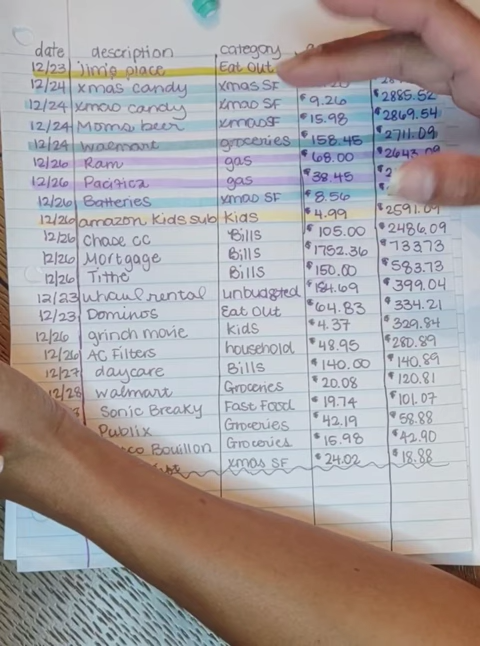 date description category
12/23 Jim's place Eat Out
12/24 xmas candy xmas SF
12/24 xmas candy xmas SF $9.26 $2885.52
12/24 Moms beer xmas SF $15.98 $2869.54
12/24 walmart groceries $158.45 $2711.09
12/26 Ram gas $68.00 $2643.09
12/26 Pacifica gas $38.45
12/26 Batteries xmas SF $8.56
12/26 amazon kids sub kids $4.99 $2591.09
12/26 chase cc Bills $105.00 $2486.09
12/26 Mortgage Bills $1752.36 $733.73
12/26 Tithe Bills $150.00 $583.73
12/23 uhaul rental unbudgeted $184.69 $399.04
12/23 Dominos Eat Out $64.83 $334.21
12/26 grinch movie kids $4.37 $329.84
12/26 AC Filters household $48.95 $280.89
12/27 daycare Bills $140.00 $140.89
12/28 walmart Groceries $20.08 $120.81
Sonic Breaky Fast Food $19.74 $101.07
Publix Groceries $42.19 $58.88
Bouillon Groceries $15.98 $42.90
xmas SF $24.02 $18.88